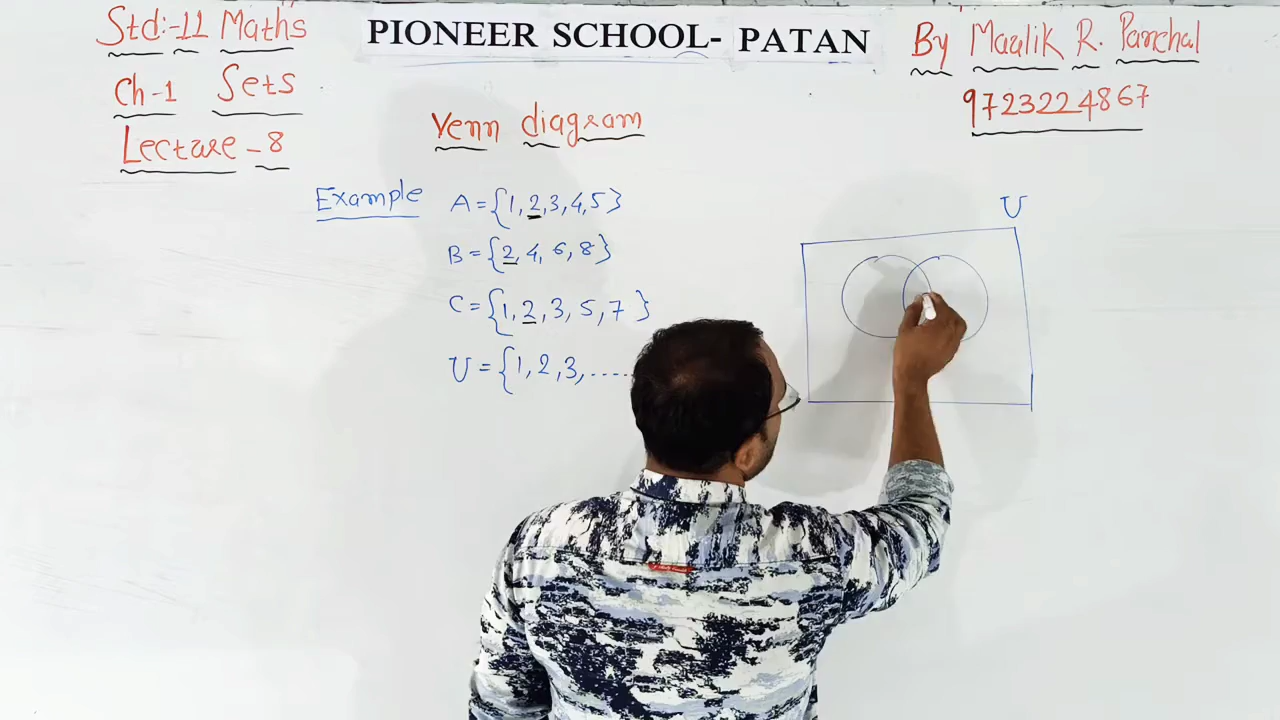 Std:-11 Maths
Ch-1 Sets
Lecture-8
PIONEER SCHOOL- PATAN
By Maulik R. Panchal
9723224867
Venn diagram
Example
A={1,2,3,4,5}
B={2,4,6,8}
C={1,2,3,5,7}
U={1,2,3,.....
U